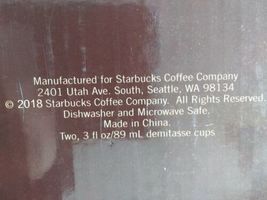 Manufactured for Starbucks Coffee Company
2401 Utah Ave. South, Seattle, WA 98134
© 2018 Starbucks Coffee Company. All Rights Reserved.
Dishwasher and Microwave Safe.
Made in China.
Two, 3 fl oz/89 mL demitasse cups